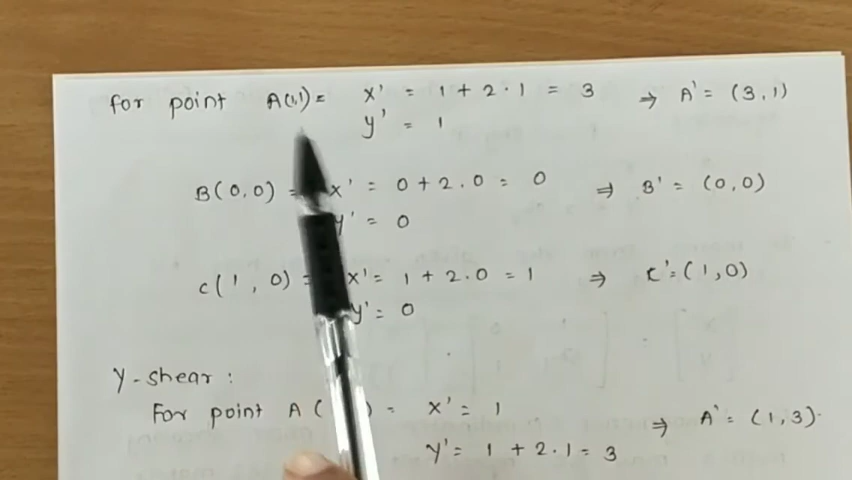 For point A(1,1) = x' = 1 + 2 . 1 = 3 ⇒ A' = (3,1)
y' = 1
B(0,0) = x' = 0 + 2 . 0 = 0 ⇒ B' = (0,0)
y' = 0
C(1,0) = x' = 1 + 2 . 0 = 1 ⇒ C' = (1,0)
y' = 0
Y-shear :
For point A( ) = x' = 1 ⇒ A' = (1,3).
y' = 1 + 2 . 1 = 3